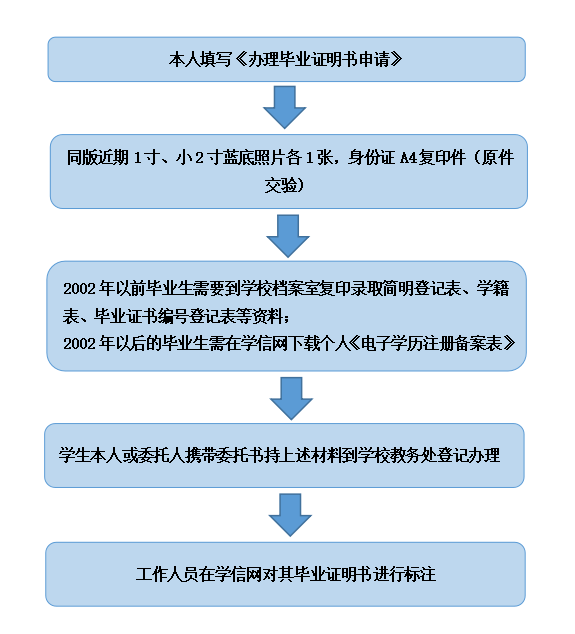 本人填写《办理毕业证明书申请》
同版近期 1 寸、小 2 寸蓝底照片各 1 张，身份证 A4 复印件（原件
交验）
2002 年以前毕业生需要到学校档案室复印录取简明登记表、学籍
表、毕业证书编号登记表等资料；
2002 年以后的毕业生需在学信网下载个人《电子学历注册备案表》
学生本人或委托人携带委托书持上述材料到学校教务处登记办理
工作人员在学信网对其毕业证明书进行标注